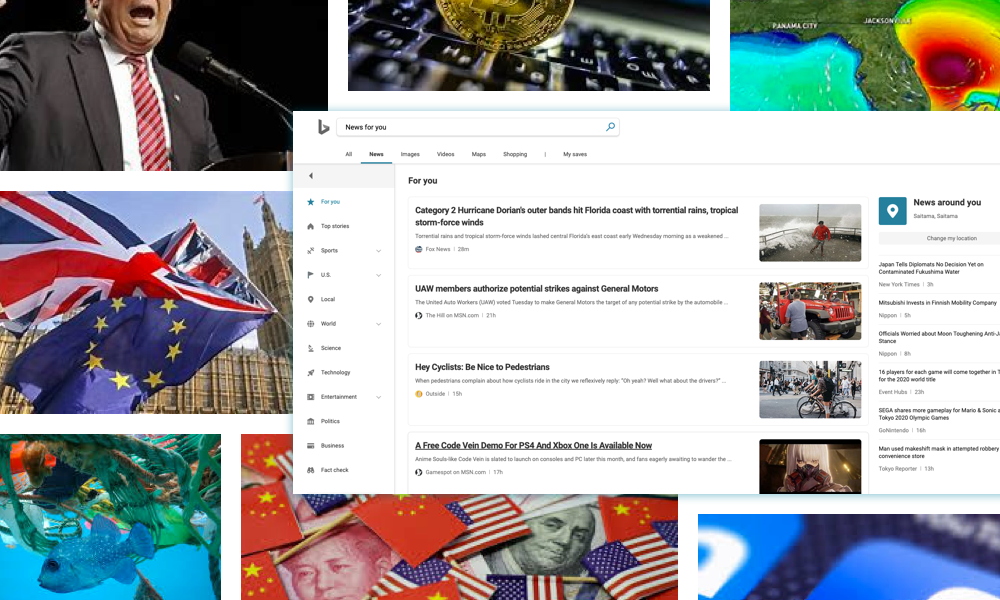 PANAMA CITY
JACKSONVILLE
News for you
All
News
Images
Videos
Maps
Shopping
|
My saves
For you
Top stories
Sports
U.S.
Local
World
Science
Technology
Entertainment
Politics
Business
Fact check
For you
Category 2 Hurricane Dorian's outer bands hit Florida coast with torrential rains, tropical
storm-force winds
Torrential rains and tropical storm-force winds lashed central Florida's east coast early Wednesday morning as a weakened ...
Fox News | 28m
UAW members authorize potential strikes against General Motors
The United Auto Workers (UAW) voted Tuesday to make General Motors the target of any potential strike by the automobile ...
The Hill on MSN.com | 21h
Hey Cyclists: Be Nice to Pedestrians
When pedestrians complain about how cyclists ride in the city we reflexively reply: "Oh yeah? Well what about the drivers?" ...
Outside | 15h
A Free Code Vein Demo For PS4 And Xbox One Is Available Now
Anime Souls-like Code Vein is slated to launch on consoles and PC later this month, and fans eagerly awaiting to wander the ...
Gamespot on MSN.com | 17h
News around you
Saitama, Saitama
Change my location
Japan Tells Diplomats No Decision Yet on
Contaminated Fukushima Water
New York Times | 3h
Mitsubishi Invests in Finnish Mobility Company
Nippon | 5h
Officials Worried about Moon Toughening Anti-Ja
Stance
Nippon | 8h
16 players for each game will come together in T
for the 2020 world title
Event Hubs | 23h
SEGA shares more gameplay for Mario & Sonic a
Tokyo 2020 Olympic Games
GoNintendo | 16h
Man used makeshift mask in attempted robbery
convenience store
Tokyo Reporter | 13h